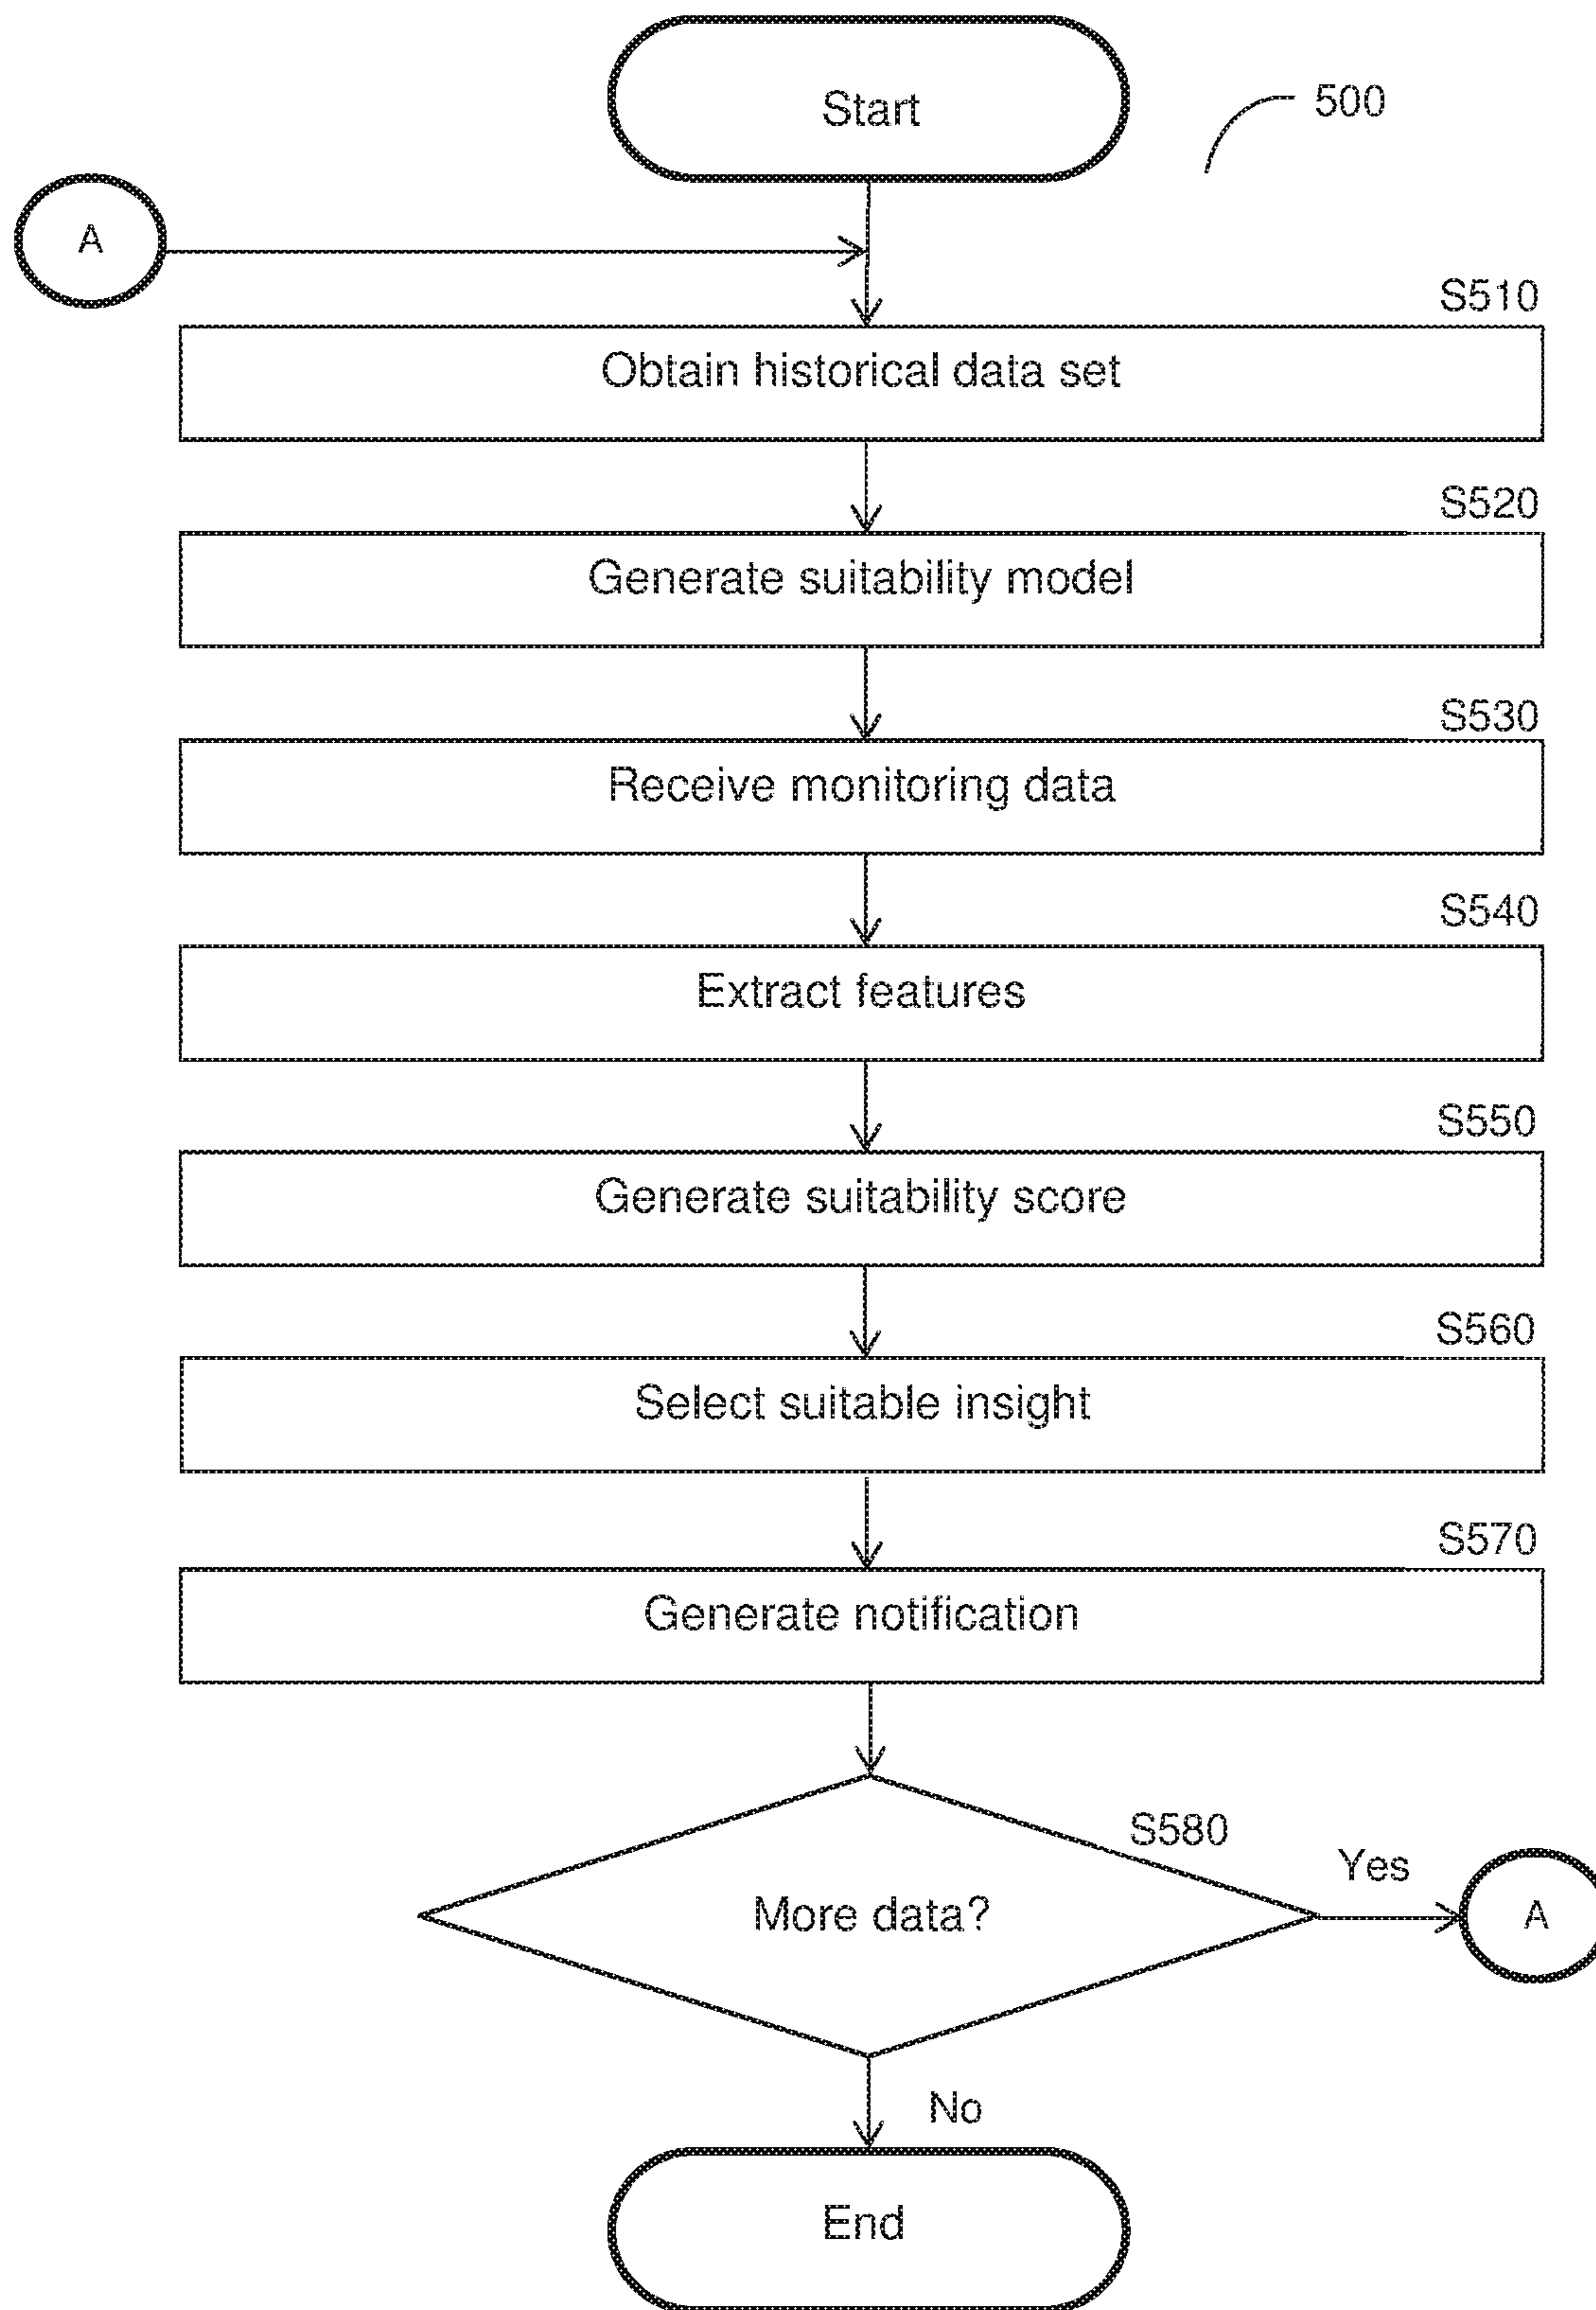 Start
500
A
S510
Obtain historical data set
S520
Generate suitability model
S530
Receive monitoring data
S540
Extract features
S550
Generate suitability score
S560
Select suitable insight
S570
Generate notification
S580
Yes
More data?
A
No
End